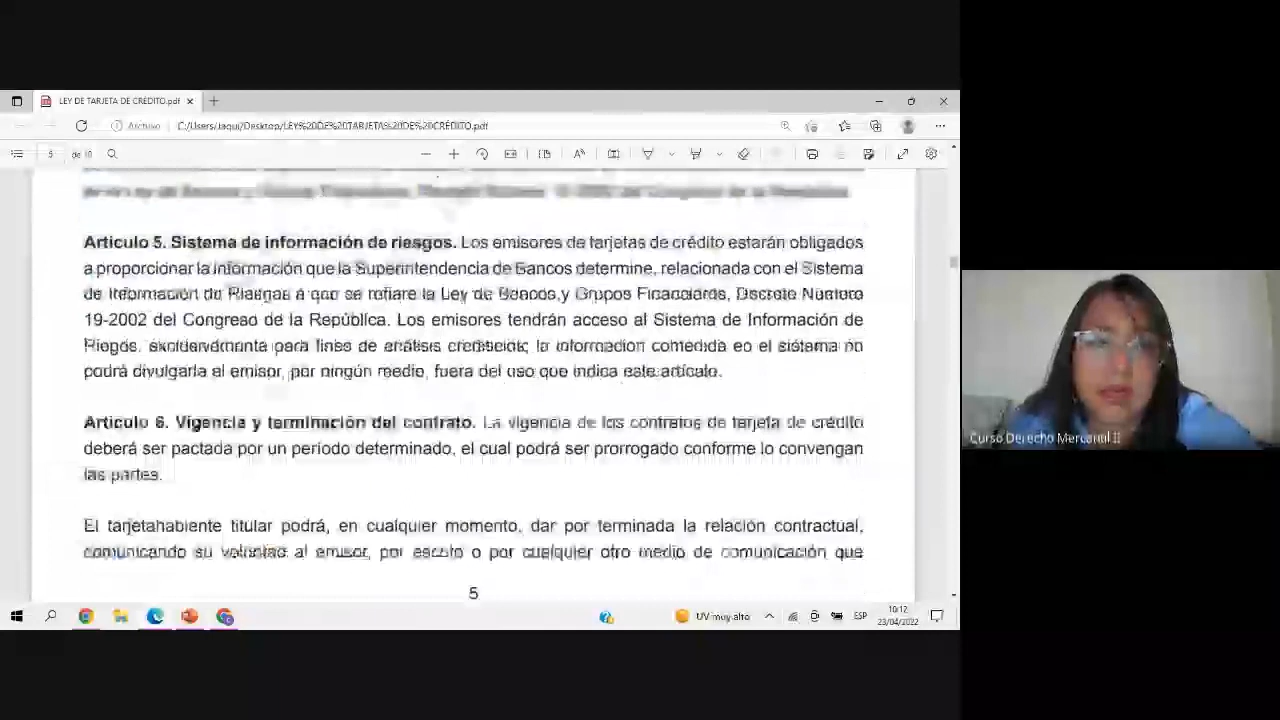 LEY DE TARJETA DE CRÉDITO.pdf
Archivo C:/Users/Jaqui/Desktop/LEY%20DE%20TARJETA%20DE%20CRÉDITO.pdf
5 de 10
Articulo 5. Sistema de información de riesgos. Los emisores de tarjetas de crédito estarán obligados
a proporcionar la información que la Superintendencia de Bancos determine, relacionada con el Sistema
de Información de Riesgos a que se refiere la Ley de Bancos y Grupos Financieros, Decreto Número
19-2002 del Congreso de la República. Los emisores tendrán acceso al Sistema de Información de
para fines de análisis crediticios; la información contenida en el sistema no
podrá divulgarla el emisor, por ningún medio, fuera del uso que indica este artículo.
Articulo 6. Vigencia y terminación del contrato. La vigencia de los contratos de tarjeta de crédito
deberá ser pactada por un período determinado, el cual podrá ser prorrogado conforme lo convengan
las partes.
El tarjetahabiente titular podrá, en cualquier momento, dar por terminada la relación contractual,
comunicando su voluntad al emisor, por escrito o por cualquier otro medio de comunicación que
5
Curso Derecho Mercantil II
UV muy alto
ESP
10:12
23/04/2022